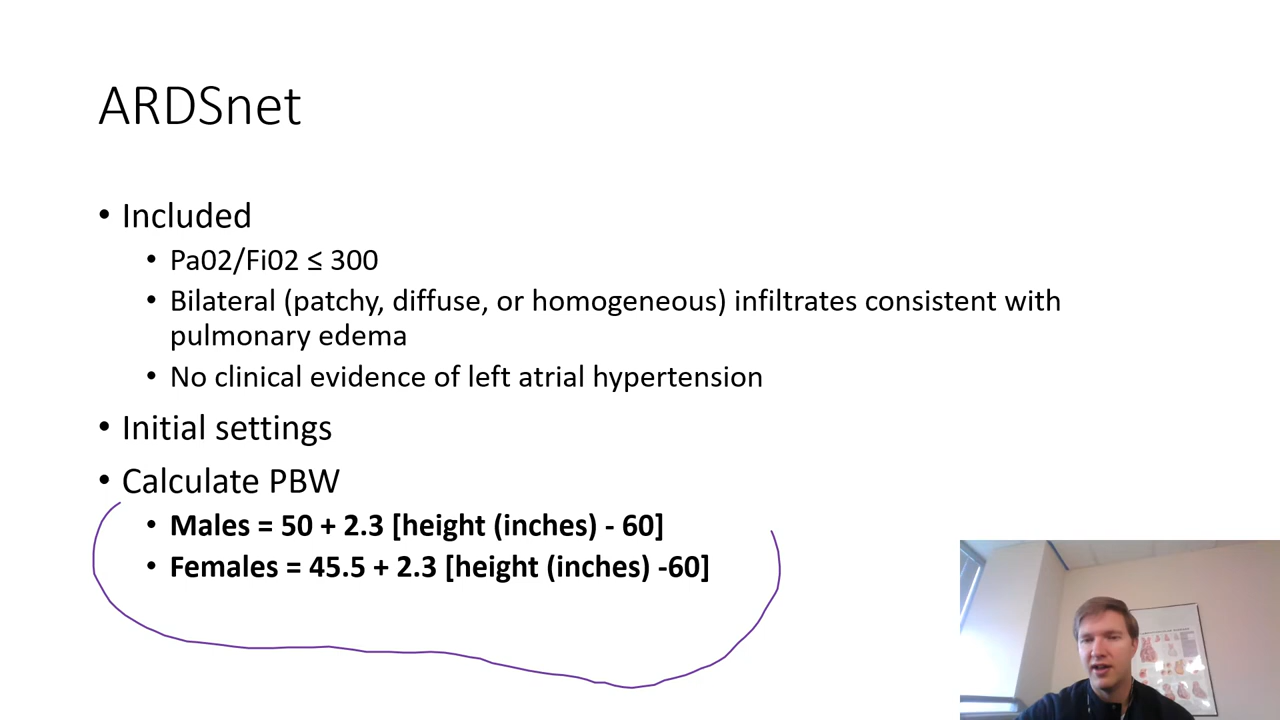 ARDSnet
• Included
• Pa02/Fi02 ≤ 300
• Bilateral (patchy, diffuse, or homogeneous) infiltrates consistent with
pulmonary edema
• No clinical evidence of left atrial hypertension
• Initial settings
• Calculate PBW
• Males = 50 + 2.3 [height (inches) - 60]
• Females = 45.5 + 2.3 [height (inches) -60]